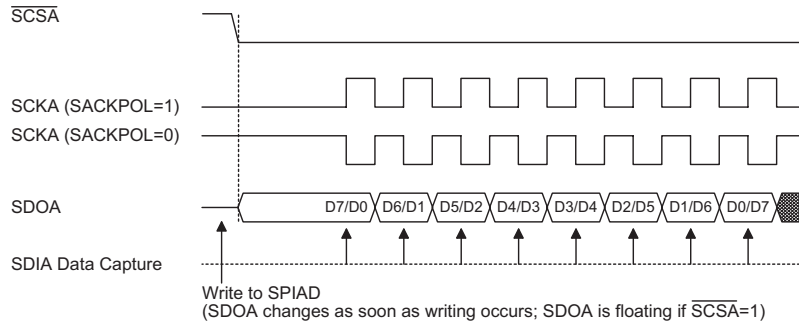 SCSA
SCKA (SACKPOL=1)
SCKA (SACKPOL=0)
SDOA
D7/D0 D6/D1 D5/D2 D4/D3 D3/D4 D2/D5 D1/D6 D0/D7
SDIA Data Capture
Write to SPIAD
(SDOA changes as soon as writing occurs; SDOA is floating if SCSA=1)